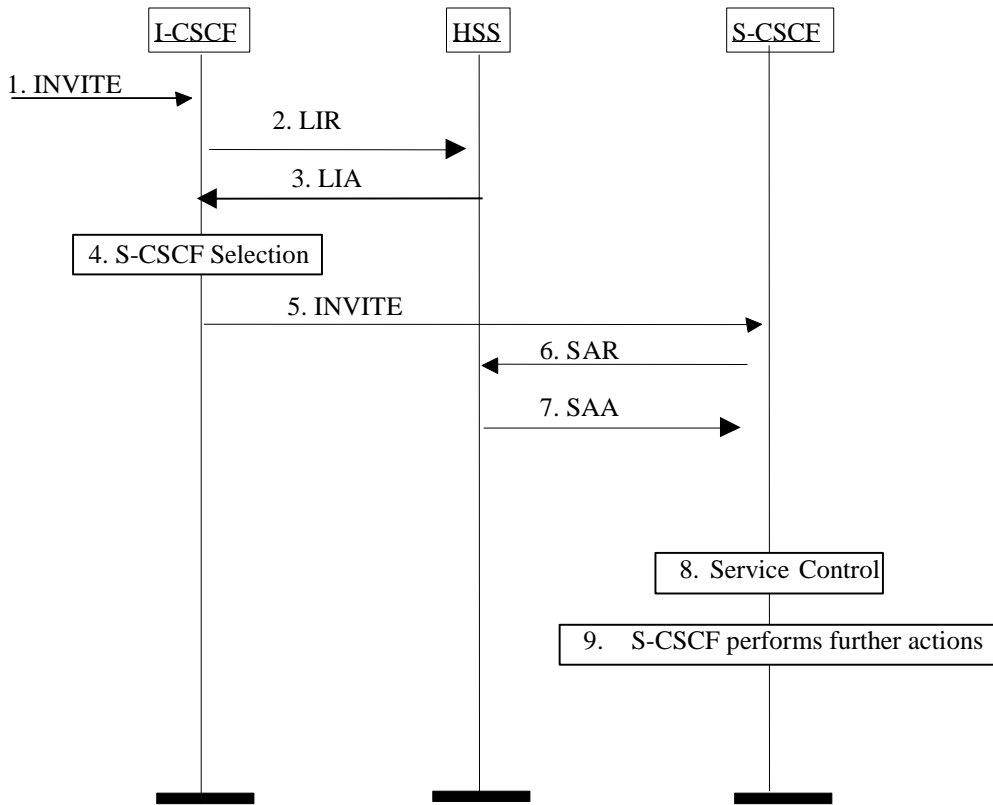 I-CSCF
HSS
S-CSCF
1. INVITE
2. LIR
3. LIA
4. S-CSCF Selection
5. INVITE
6. SAR
7. SAA
8. Service Control
9. S-CSCF performs further actions